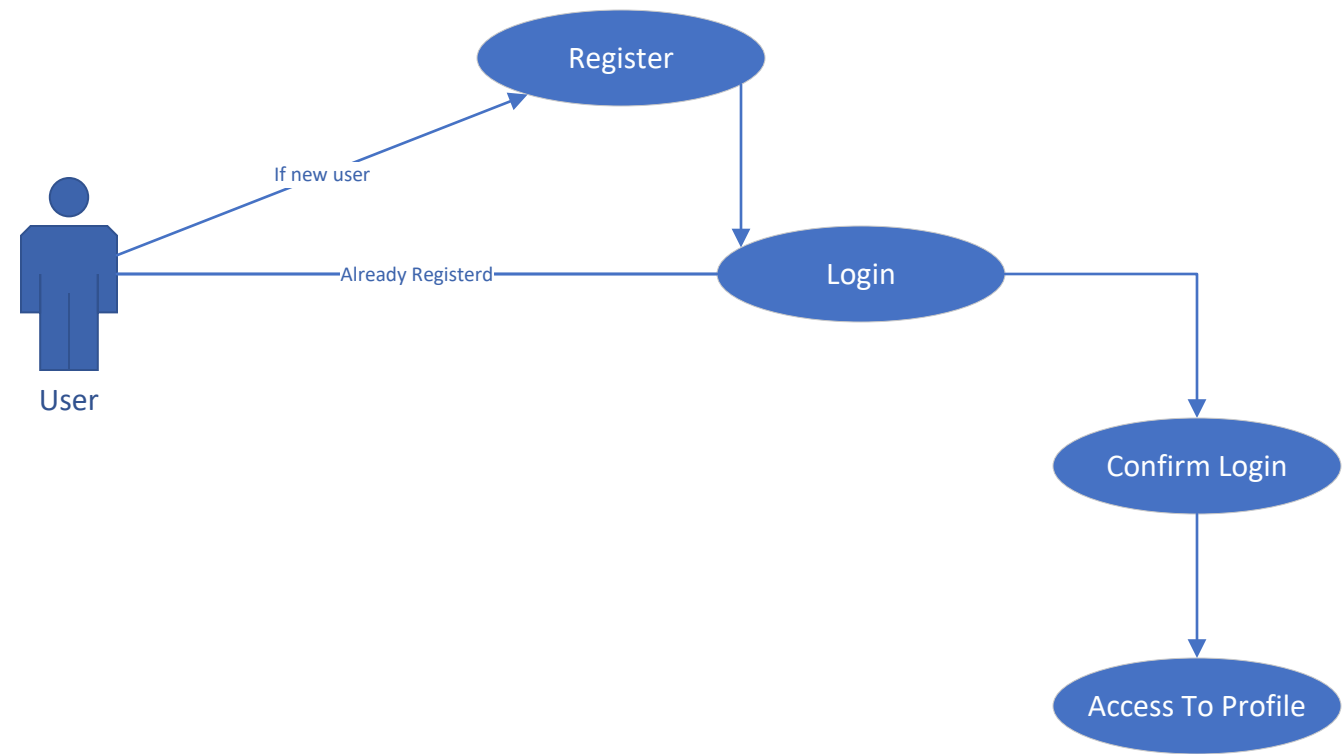 Register
If new user
Already Registerd
Login
User
Confirm Login
Access To Profile